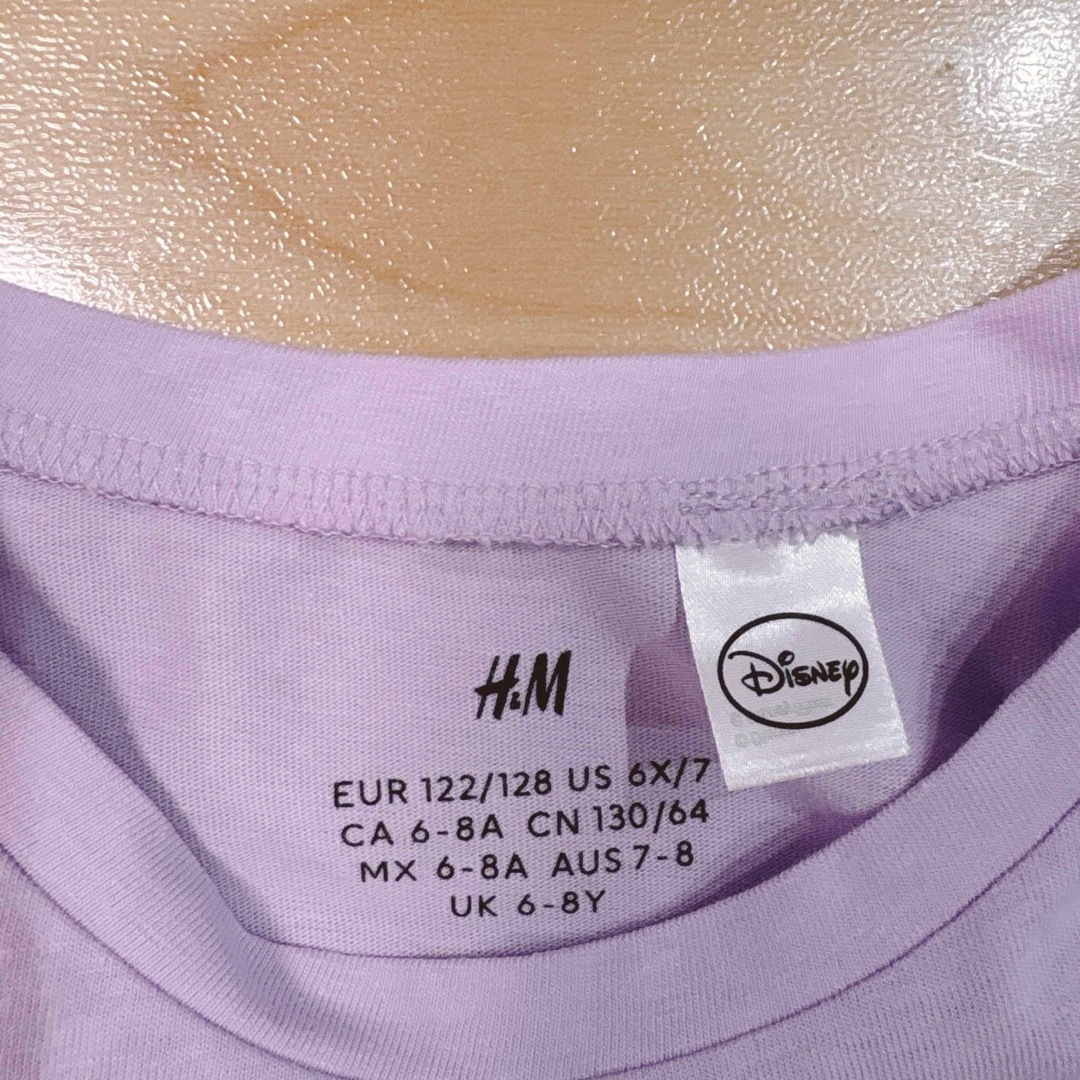 H&M
Disney
EUR 122/128 US 6X/7
CA 6-8A CN 130/64
MX 6-8A AUS 7-8
UK 6-8Y